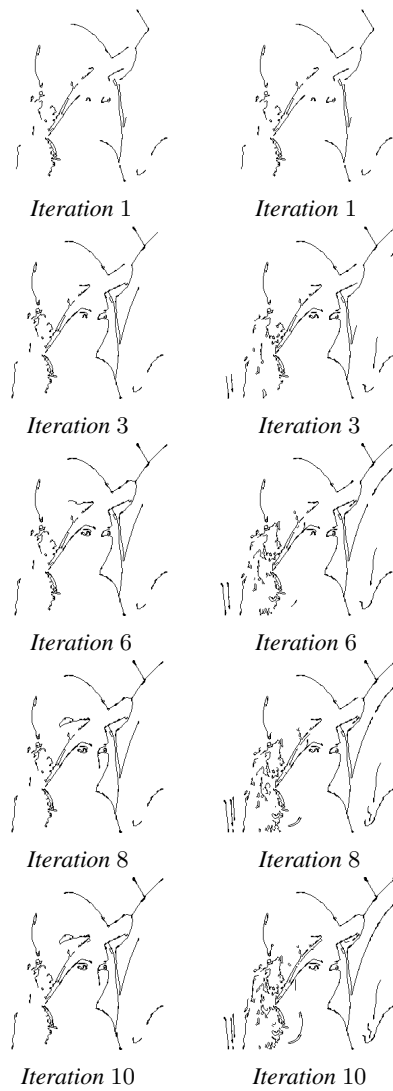 Iteration 1 Iteration 1
Iteration 3 Iteration 3
Iteration 6 Iteration 6
Iteration 8 Iteration 8
Iteration 10 Iteration 10